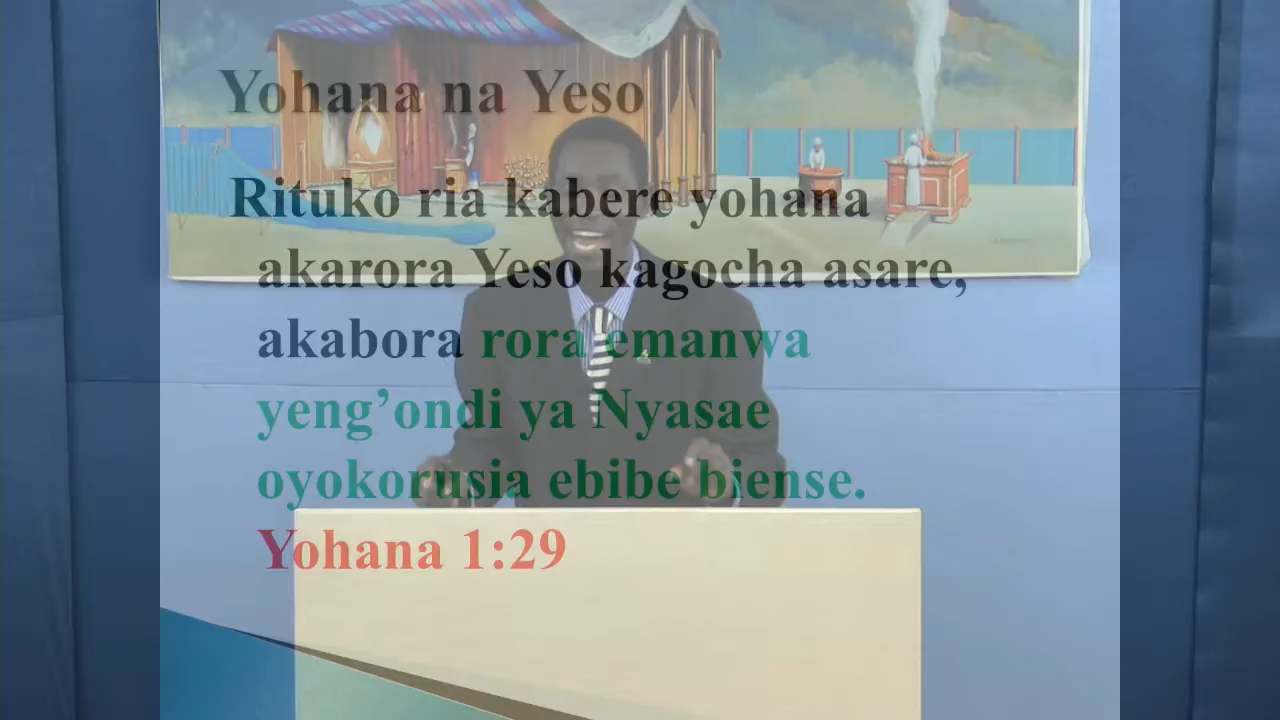 Yohana na Yeso
Rituko ria kabere yohana
akarora Yeso kagocha asare,
akabora rora emanwa
yeng’ondi ya Nyasae
oyokorusia ebibe biense.
Yohana 1:29